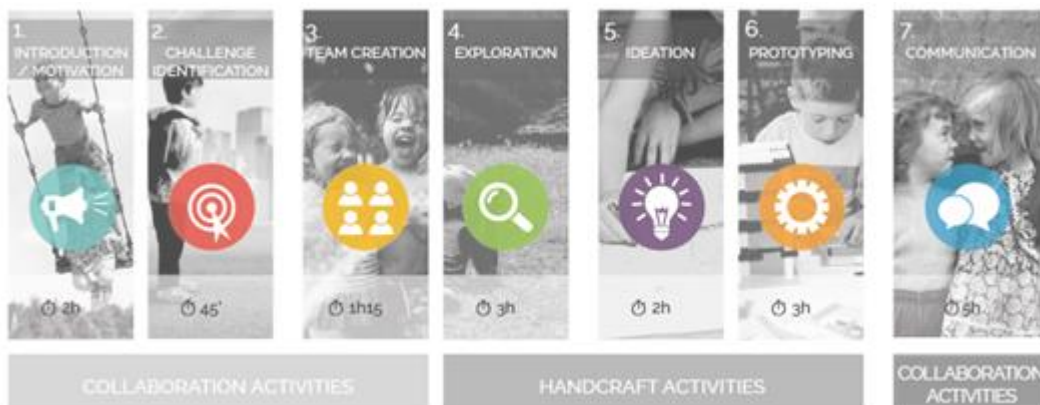 1.
INTRODUCTION
/ MOTIVATION
2.
CHALLENGE
IDENTIFICATION
3.
TEAM CREATION
4.
EXPLORATION
5.
IDEATION
6.
PROTOTYPING
7.
COMMUNICATION
2h
45'
1h15
3h
2h
3h
5h
COLLABORATION ACTIVITIES
HANDCRAFT ACTIVITIES
COLLABORATION
ACTIVITIES